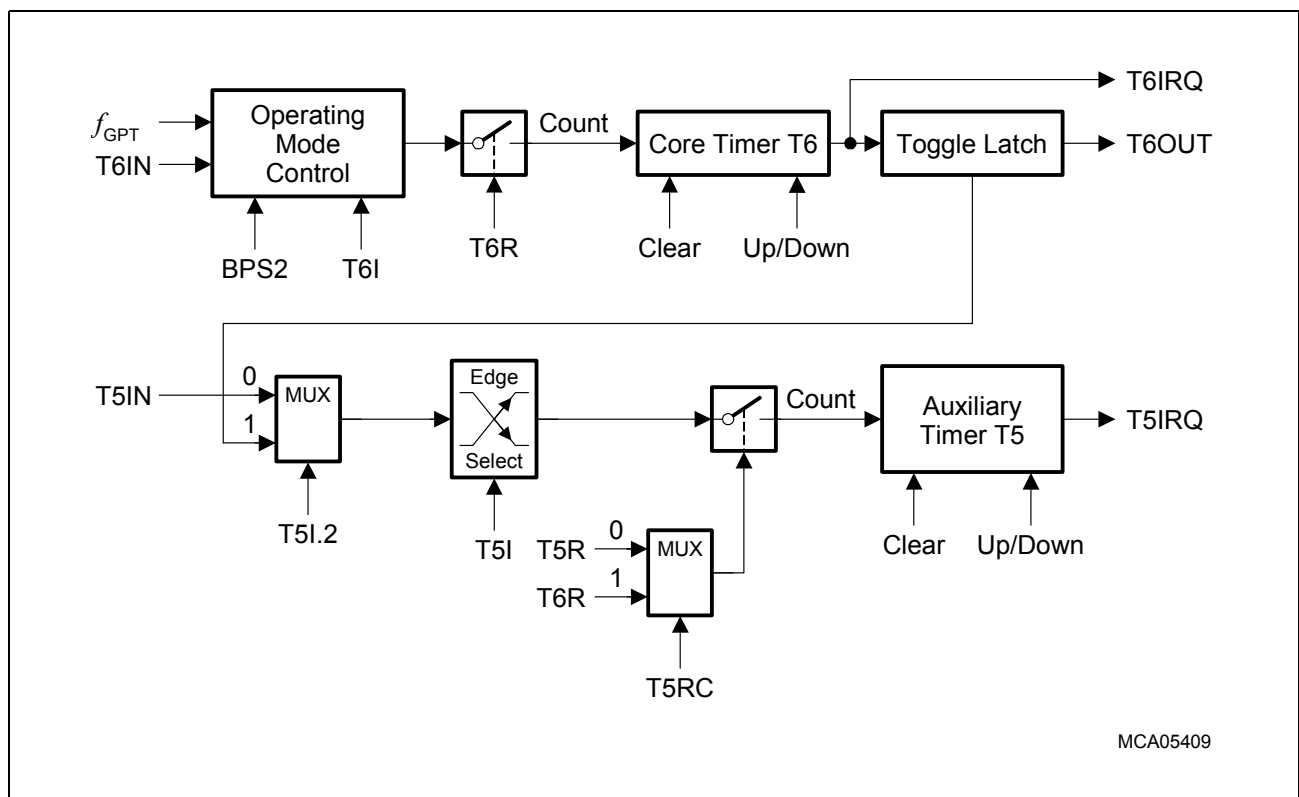 T6IRQ
fGPT
T6IN
Operating
Mode
Control
Count
Core Timer T6
Toggle Latch
T6OUT
BPS2
T6I
T6R
Clear
Up/Down
T5IN
0
1
MUX
T5I.2
Edge
Select
T5I
Count
Auxiliary
Timer T5
T5IRQ
T5R
0
T6R
1
MUX
T5RC
Clear
Up/Down
MCA05409